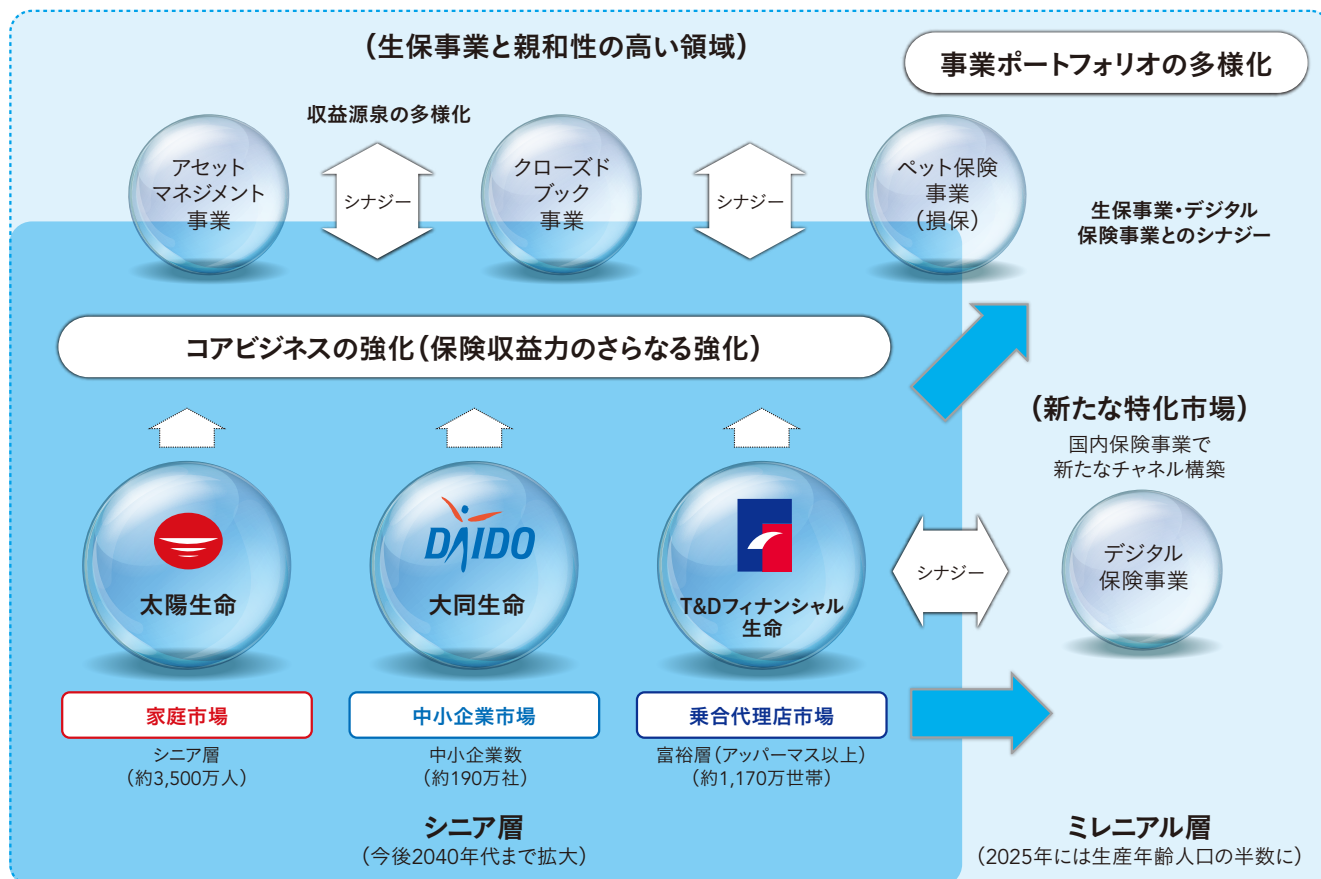 (生保事業と親和性の高い領域)
事業ポートフォリオの多様化
収益源泉の多様化
アセット
マネジメント
事業
シナジー
クローズド
ブック
事業
シナジー
ペット保険
事業
(損保)
生保事業・デジタル
保険事業とのシナジー
コアビジネスの強化(保険収益力のさらなる強化)
(新たな特化市場)
国内保険事業で
新たなチャネル構築
太陽生命
DAIDO
大同生命
T&Dフィナンシャル
生命
シナジー
デジタル
保険事業
家庭市場
シニア層
(約3,500万人)
中小企業市場
中小企業数
(約190万社)
乗合代理店市場
富裕層(アッパーマス以上)
(約1,170万世帯)
シニア層
(今後2040年代まで拡大)
ミレニアル層
(2025年には生産年齢人口の半数に)